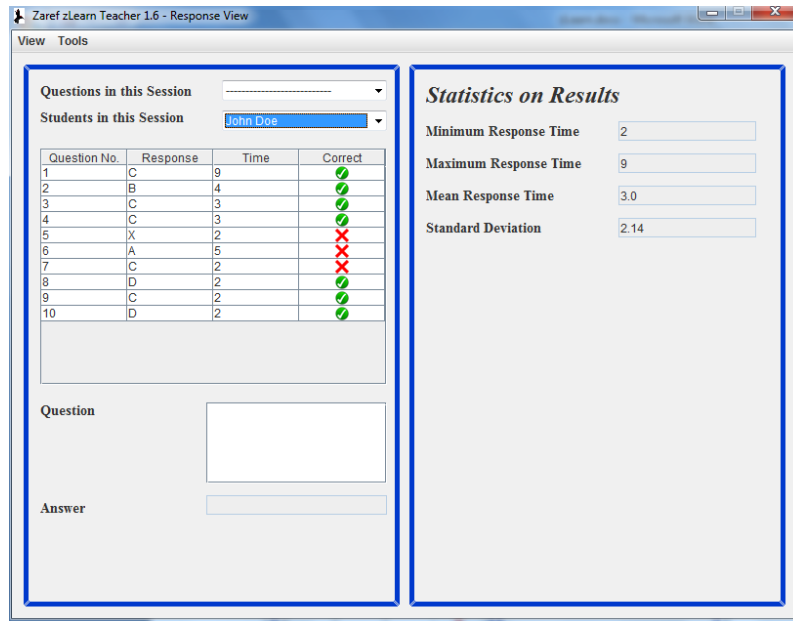 Zaref zLearn Teacher 1.6 - Response View
View Tools
Questions in this Session ---------------------------
Students in this Session John Doe
Question No. Response Time Correct
1 C 9
2 B 4
3 C 3
4 C 3
5 X 2
6 A 5
7 C 2
8 D 2
9 C 2
10 D 2
Question
Answer
Statistics on Results
Minimum Response Time 2
Maximum Response Time 9
Mean Response Time 3.0
Standard Deviation 2.14